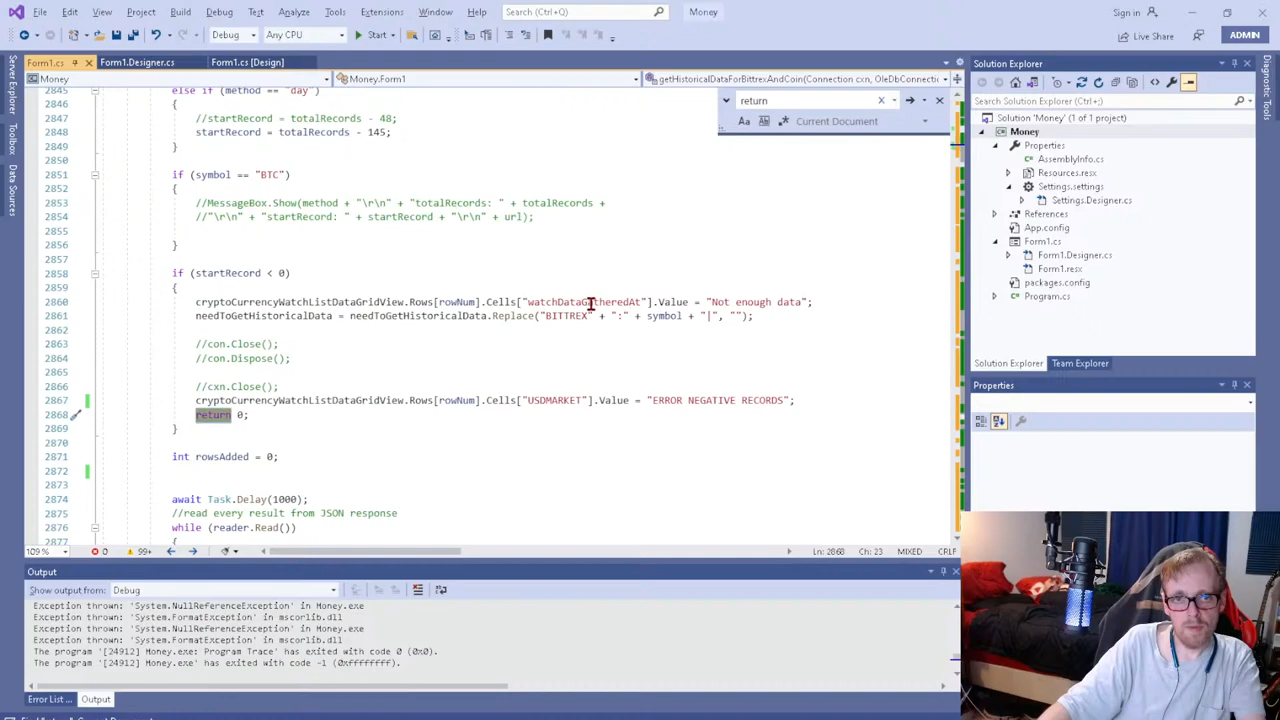 File Edit View Git Project Build Debug Test Analyze Tools Extensions Window Help Search (Ctrl+Q) Money Sign in
Debug Any CPU Start Live Share ADMIN
Form1.cs Form1.Designer.cs Form1.cs [Design]
Money Money.Form1 getHistoricalDataForBittrexAndCoin(Connection cxn, OleDbConnectic
return
Aa Current Document
Server Explorer
Toolbox
Data Sources
2845 else if (method == "day")
2846 {
2847 //startRecord = totalRecords - 48;
2848 startRecord = totalRecords - 145;
2849 }
2850
2851 if (symbol == "BTC")
2852 {
2853 //MessageBox.Show(method + "\r\n" + "totalRecords: " + totalRecords +
2854 //"\r\n" + "startRecord: " + startRecord + "\r\n" + url);
2855
2856 }
2857
2858 if (startRecord < 0)
2859 {
2860 cryptoCurrencyWatchListDataGridView.Rows[rowNum].Cells["watchDataGatheredAt"].Value = "Not enough data";
2861 needToGetHistoricalData = needToGetHistoricalData.Replace("BITTREX" + ":" + symbol + "|", "");
2862
2863 //con.Close();
2864 //con.Dispose();
2865
2866 //cxn.Close();
2867 cryptoCurrencyWatchListDataGridView.Rows[rowNum].Cells["USDMARKET"].Value = "ERROR NEGATIVE RECORDS";
2868 return 0;
2869 }
2870
2871 int rowsAdded = 0;
2872
2873
2874 await Task.Delay(1000);
2875 //read every result from JSON response
2876 while (reader.Read())
2877 {
109 % 0 99+ Ln: 2868 Ch: 23 MIXED CRLF
Output
Show output from: Debug
Exception thrown: 'System.NullReferenceException' in Money.exe
Exception thrown: 'System.FormatException' in mscorlib.dll
Exception thrown: 'System.NullReferenceException' in Money.exe
Exception thrown: 'System.FormatException' in mscorlib.dll
The program '[24912] Money.exe: Program Trace' has exited with code 0 (0x0).
The program '[24912] Money.exe' has exited with code -1 (0xffffffff).
Error List ... Output
Solution Explorer
Search Solution Explorer (Ctrl+;)
Solution 'Money' (1 of 1 project)
Money
Properties
AssemblyInfo.cs
Resources.resx
Settings.settings
Settings.Designer.cs
References
App.config
Form1.cs
Form1.Designer.cs
Form1.resx
packages.config
Program.cs
Solution Explorer Team Explorer
Properties
Diagnostic Tools